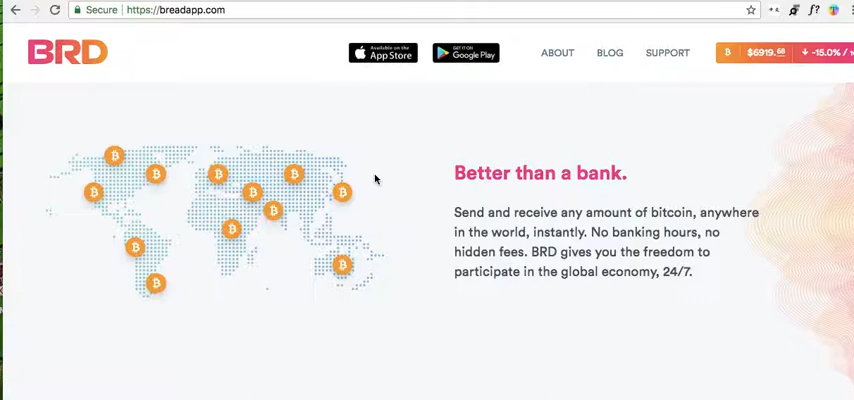 Secure
https://breadapp.com
BRD
Available on the
App Store
GET IT ON
Google Play
ABOUT
BLOG
SUPPORT
$6919.68
-15.0% /
Better than a bank.
Send and receive any amount of bitcoin, anywhere
in the world, instantly. No banking hours, no
hidden fees. BRD gives you the freedom to
participate in the global economy, 24/7.